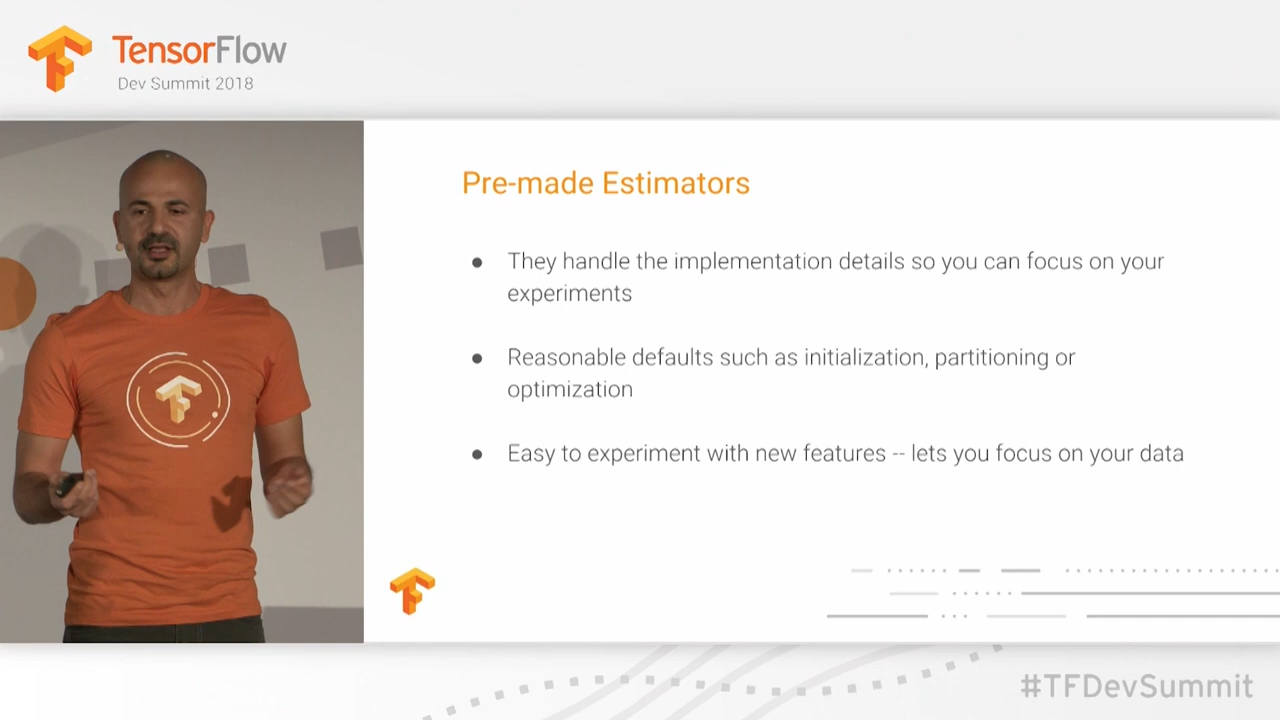 TensorFlow
Dev Summit 2018
Pre-made Estimators
● They handle the implementation details so you can focus on your
experiments
● Reasonable defaults such as initialization, partitioning or
optimization
● Easy to experiment with new features -- lets you focus on your data
#TFDevSummit